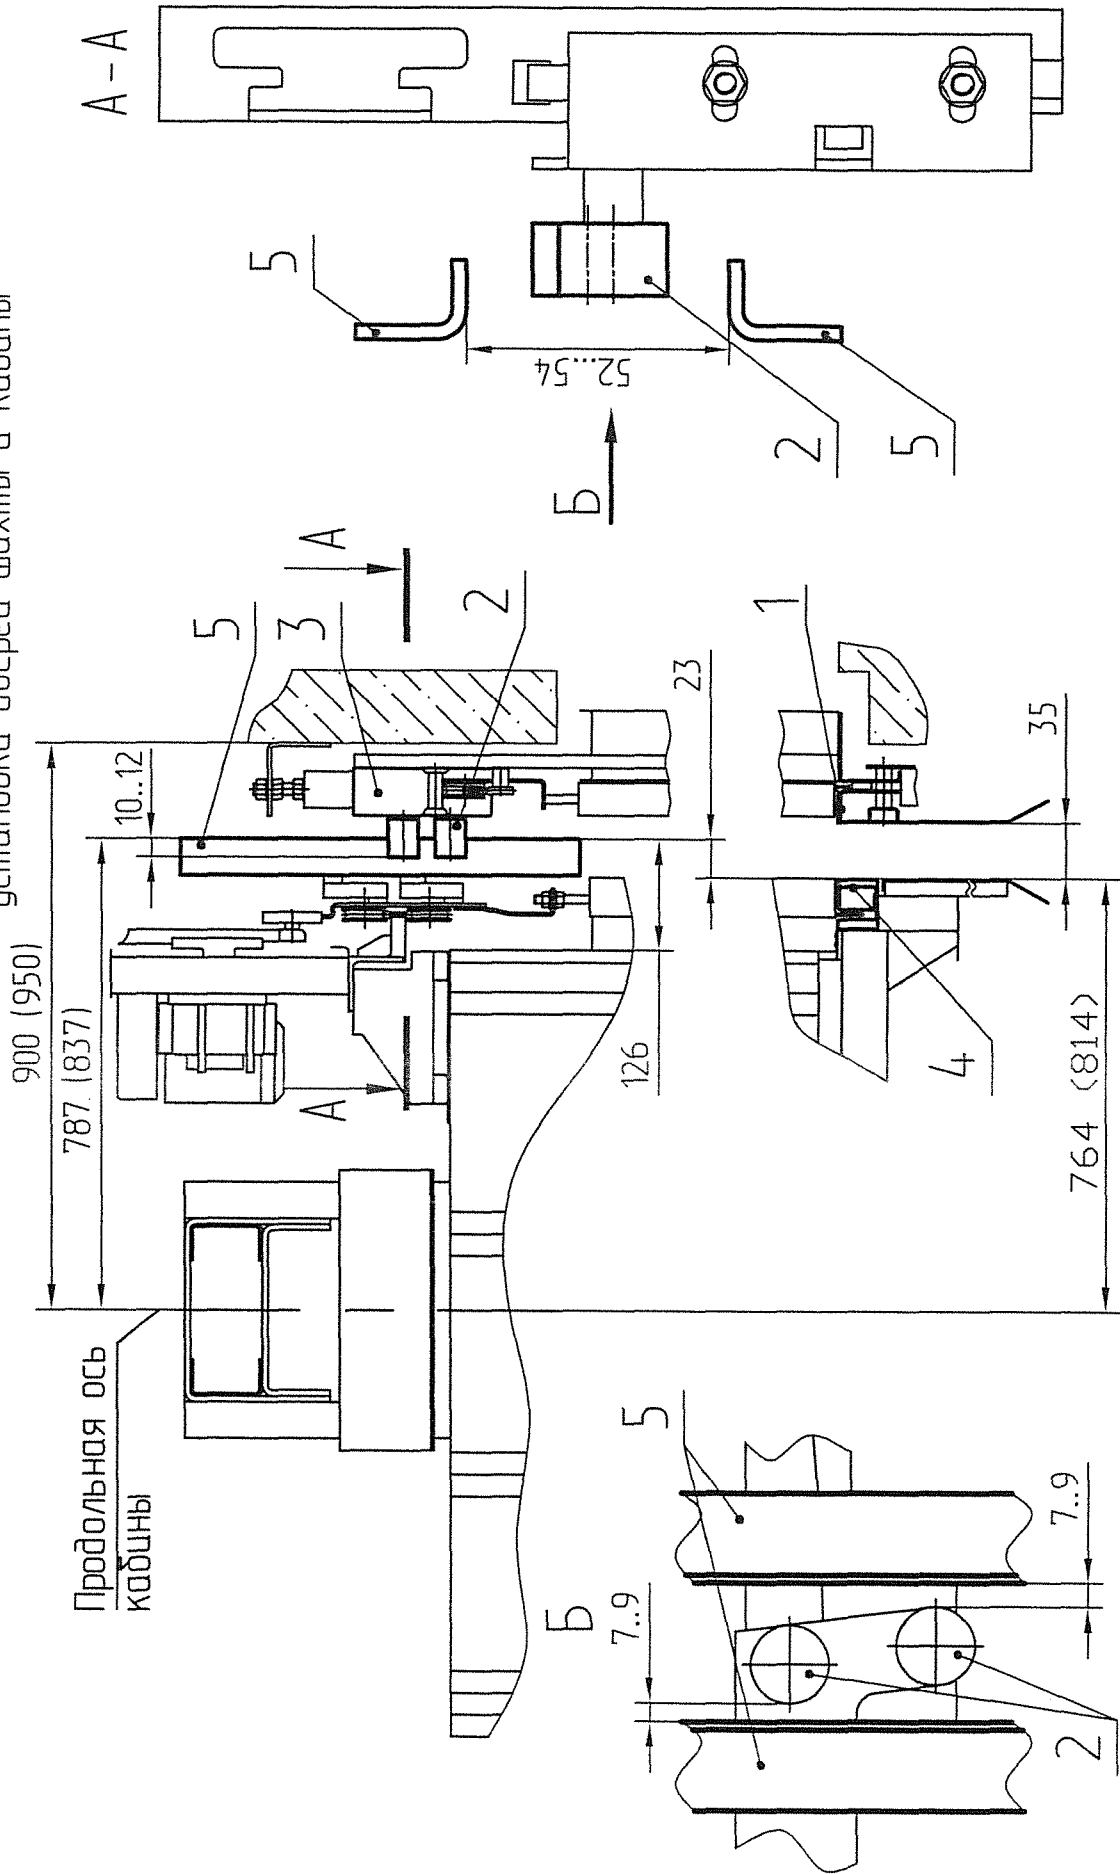 установка дверей шахты и кабины
900 (950)
787 (837)
10...12
5
3
2
А
А
23
126
Продольная ось
кабины
1
35
4
764 (814)
А - А
5
52...54
2
5
Б
Б
5
7..9
7..9
2